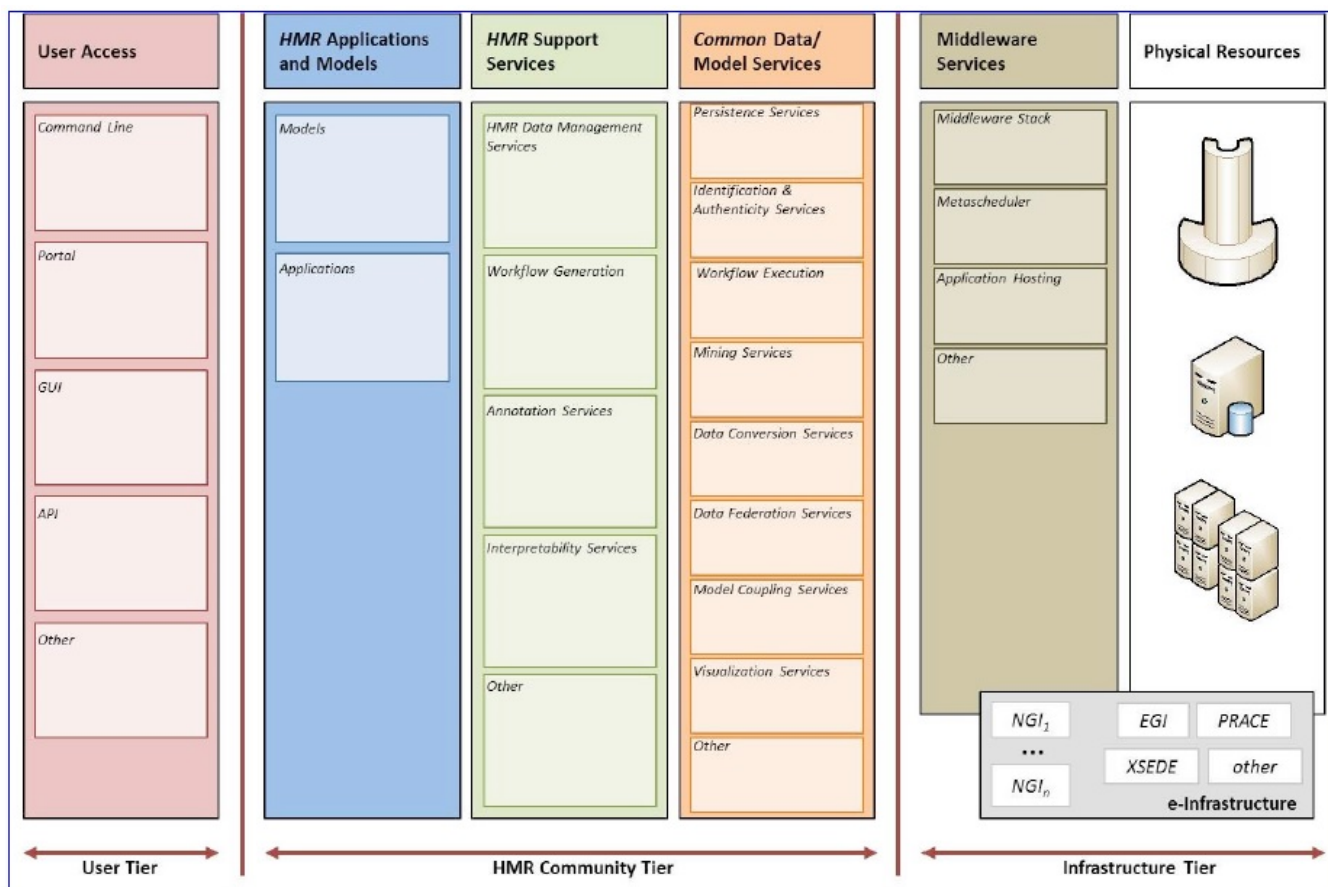 User Access
HMR Applications
and Models
HMR Support
Services
Common Data/
Model Services
Middleware
Services
Physical Resources
Command Line
Portal
GUI
API
Other
Models
Applications
HMR Data Management
Services
Workflow Generation
Annotation Services
Interpretability Services
Other
Persistence Services
Identification &
Authenticity Services
Workflow Execution
Mining Services
Data Conversion Services
Data Federation Services
Model Coupling Services
Visualization Services
Other
Middleware Stack
Metascheduler
Application Hosting
Other
NGI1
...
NGIn
EGI
PRACE
XSEDE
other
e-Infrastructure
User Tier
HMR Community Tier
Infrastructure Tier